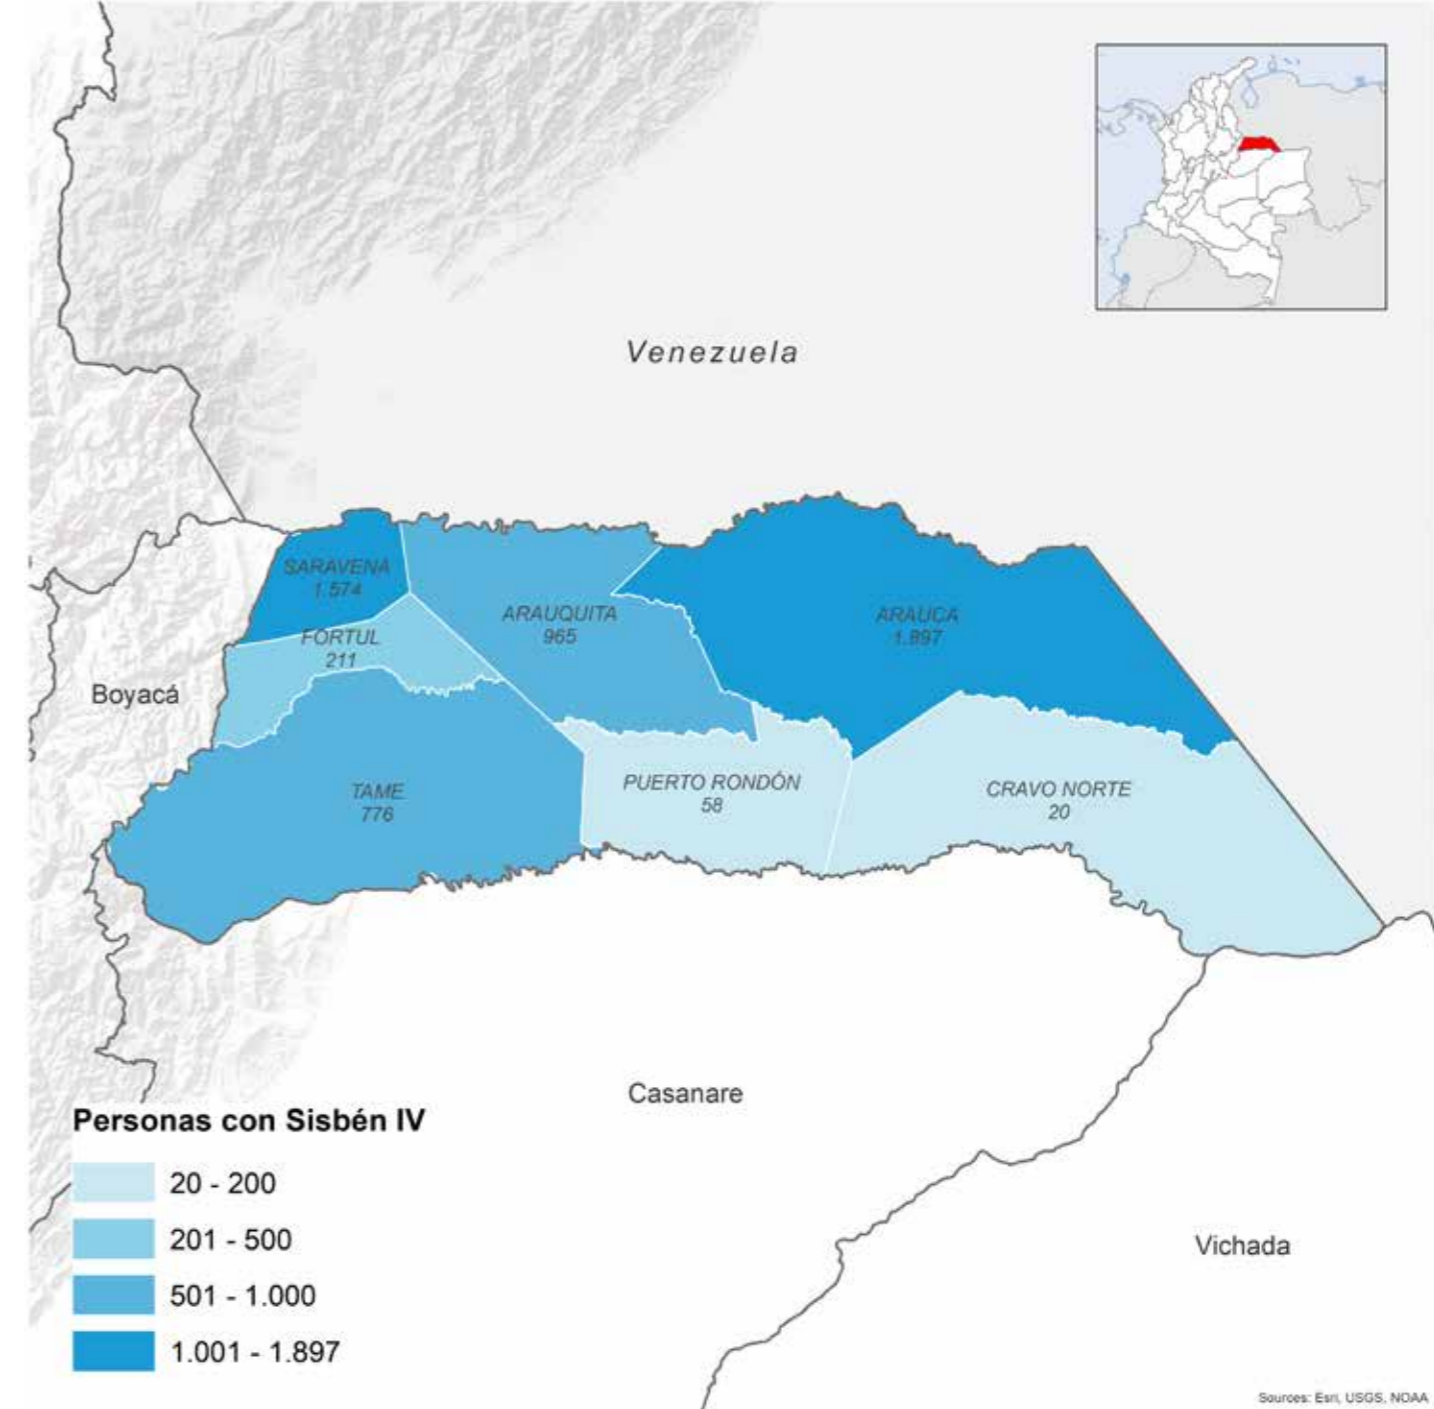 Venezuela
SARAVENA
1.574
ARAUQUITA
965
ARAUCA
1.897
FORTUL
211
Boyacá
TAME
776
PUERTO RONDÓN
58
CRAVO NORTE
20
Casanare
Vichada
Personas con Sisbén IV
20 - 200
201 - 500
501 - 1.000
1.001 - 1.897
Sources: Esri, USGS, NOAA